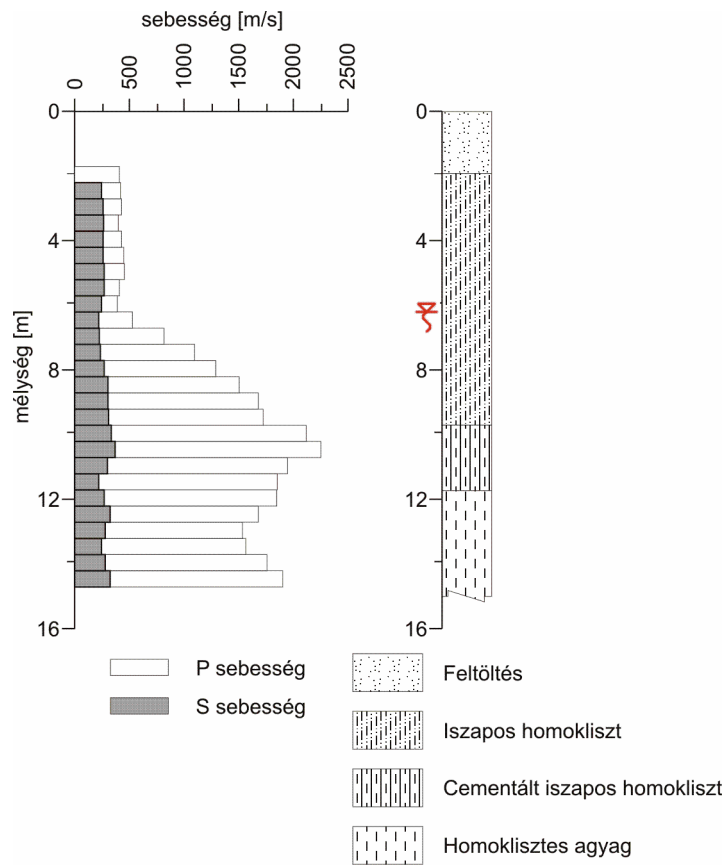 sebesség [m/s]
0
500
1000
1500
2000
2500
0
4
8
12
16
mélység [m]
0
4
8
12
16
P sebesség
S sebesség
Feltöltés
Iszapos homokliszt
Cementált iszapos homokliszt
Homoklisztes agyag